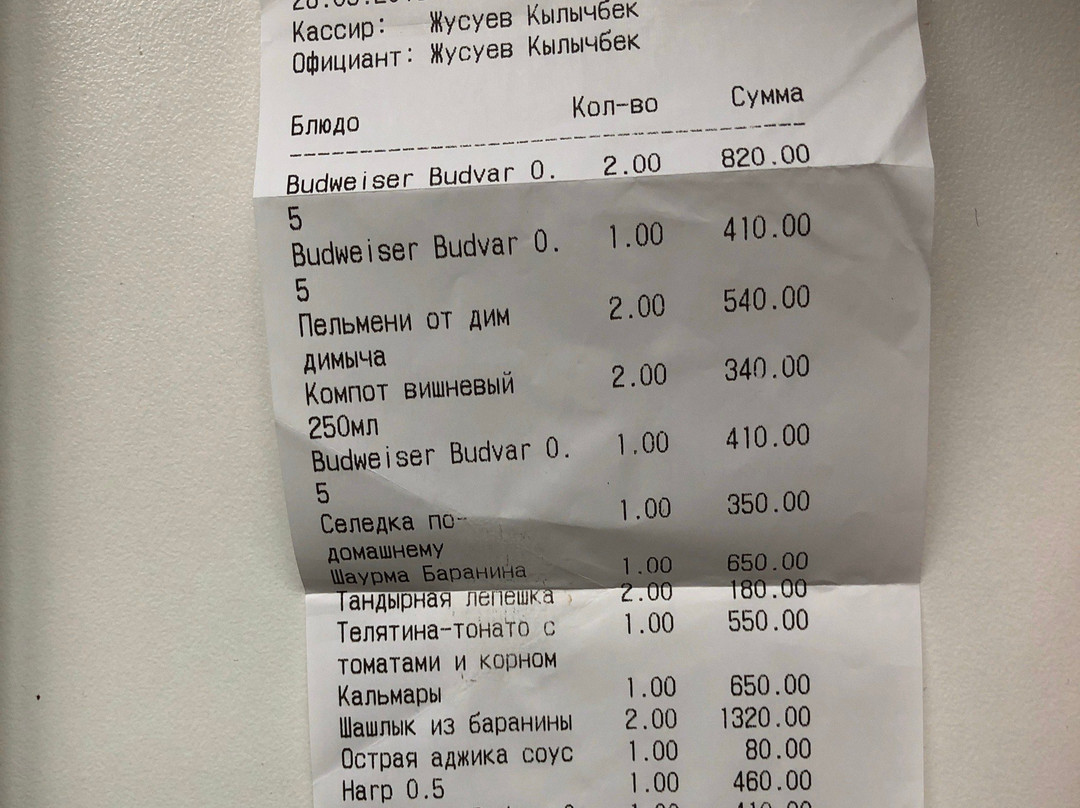 Кассир: Жусуев Кылычбек
Официант: Жусуев Кылычбек
Блюдо Кол-во Сумма
Budweiser Budvar 0. 2.00 820.00
5
Budweiser Budvar 0. 1.00 410.00
5
Пельмени от дим 2.00 540.00
димыча
Компот вишневый 2.00 340.00
250мл
Budweiser Budvar 0. 1.00 410.00
5
Селедка по- 1.00 350.00
домашнему
Шаурма Баранина 1.00 650.00
Тандырная лепешка 2.00 180.00
Телятина-тонато с 1.00 550.00
томатами и корном
Кальмары 1.00 650.00
Шашлык из баранины 2.00 1320.00
Острая аджика соус 1.00 80.00
Нагр 0.5 1.00 460.00